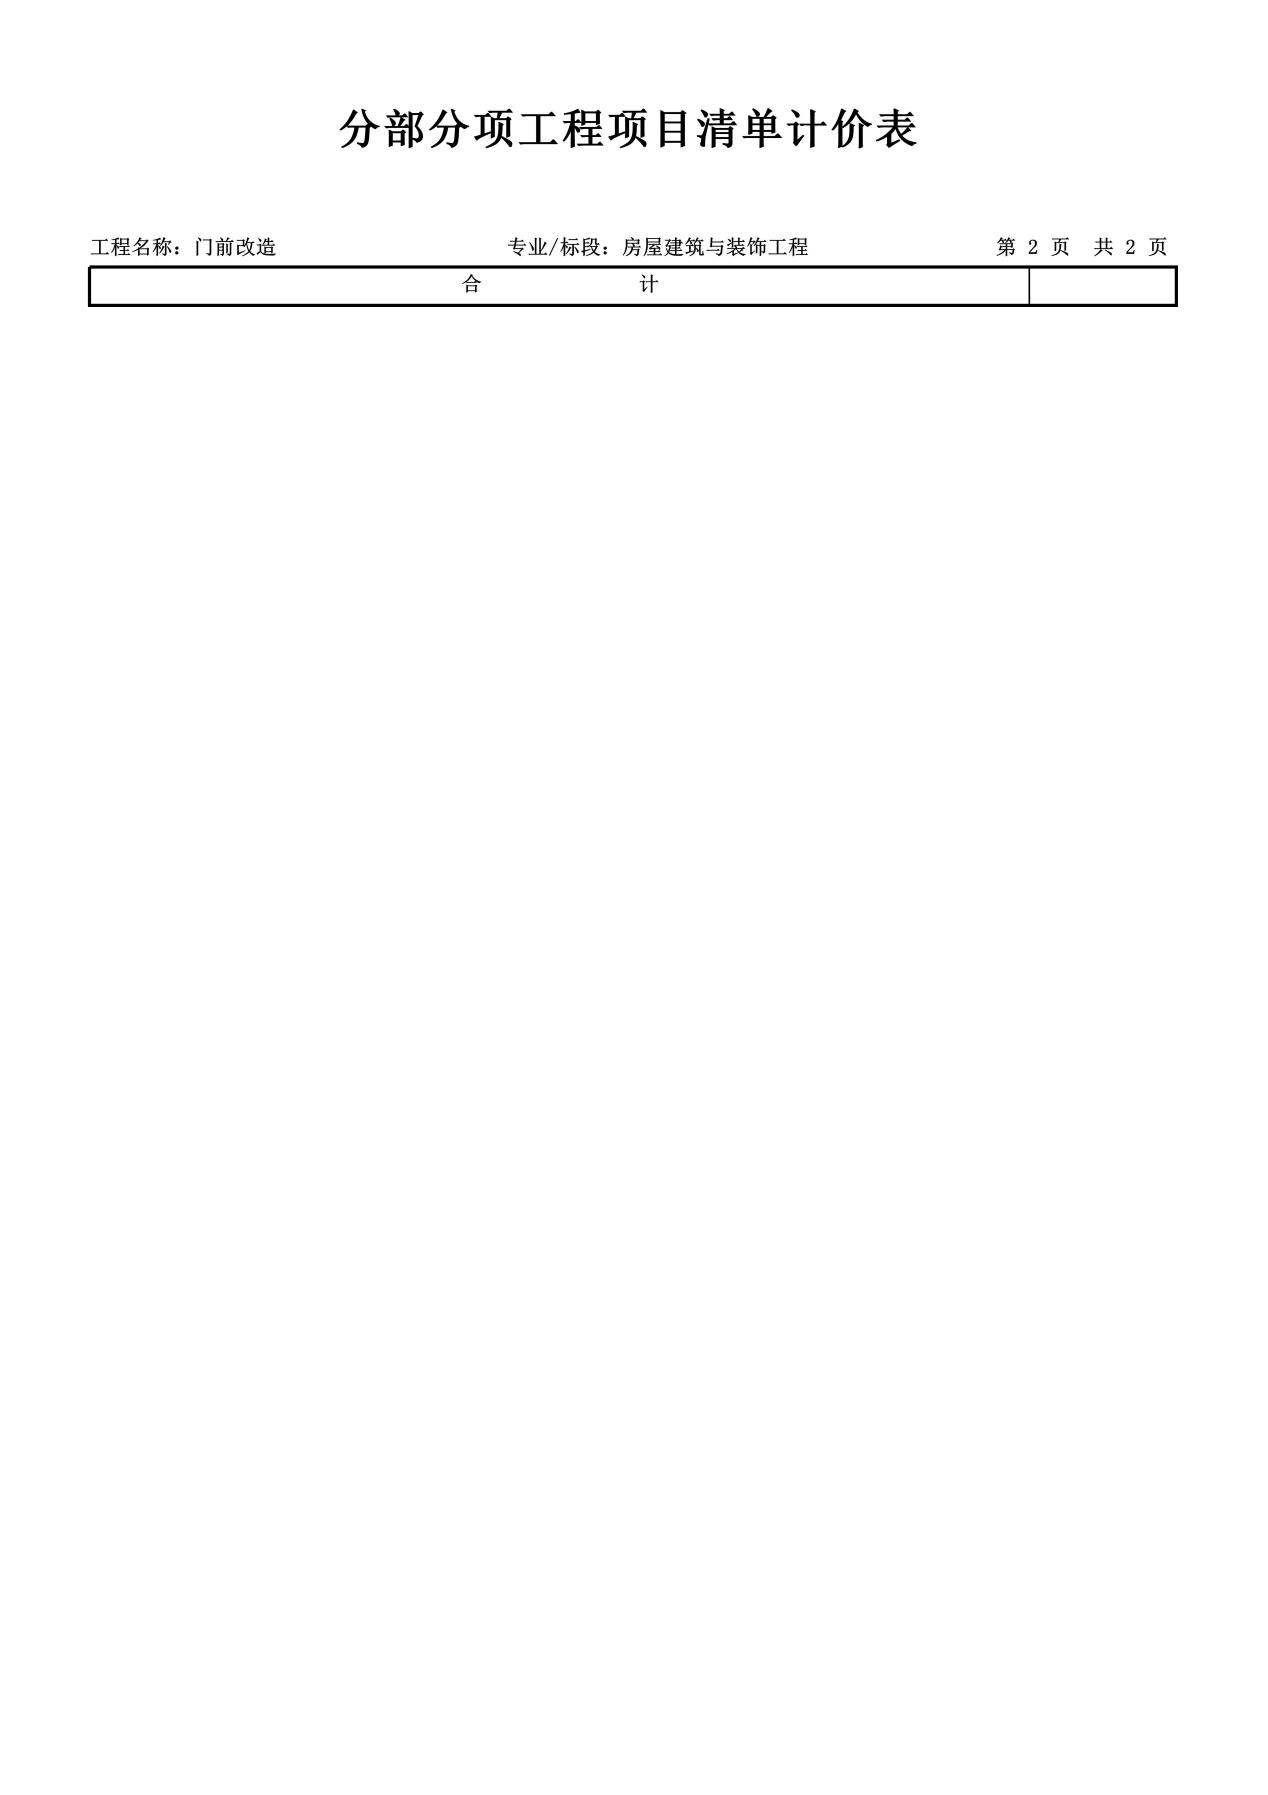 分部分项工程项目清单计价表
工程名称：门前改造 专业/标段：房屋建筑与装饰工程 第 2 页 共 2 页
合 计